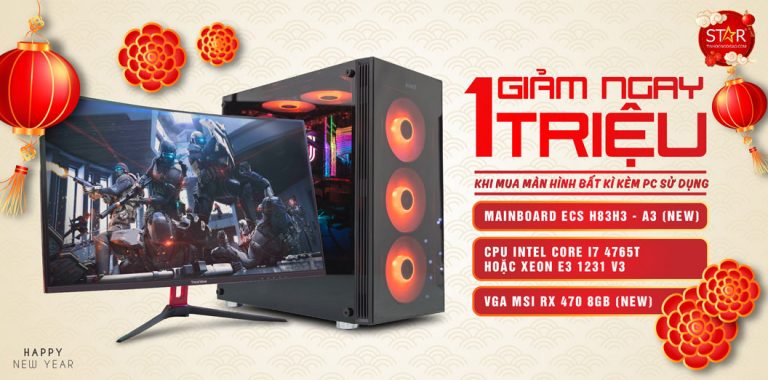 STAR
GIẢM NGAY
1 TRIỆU
KHI MUA MÀN HÌNH BẤT KÌ KÈM PC SỬ DỤNG
MAINBOARD ECS H83H3 - A3 (NEW)
CPU INTEL CORE I7 4765T
HOẶC XEON E3 1231 V3
VGA MSI RX 470 8GB (NEW)
HAPPY
NEW YEAR